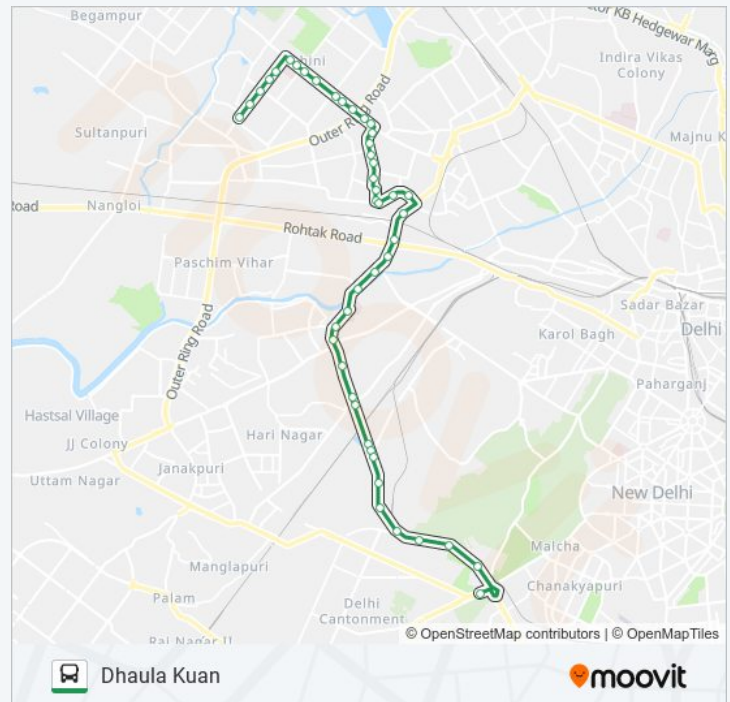 Begampur
or KB Hedgewar Marg
Indira Vikas
Colony
hini
Outer Ring Road
Sultanpuri
Majnu K
Road
Nangloi
Rohtak Road
Paschim Vihar
Outer Ring Road
Sadar Bazar
Delhi
Karol Bagh
Paharganj
Hastsal Village
JJ Colony
Hari Nagar
Uttam Nagar
Janakpuri
New Delhi
Malcha
Manglapuri
Chanakyapuri
Palam
Delhi
Cantonment
Raj Nagar II
© OpenStreetMap contributors | © OpenMapTiles
Dhaula Kuan
moovit